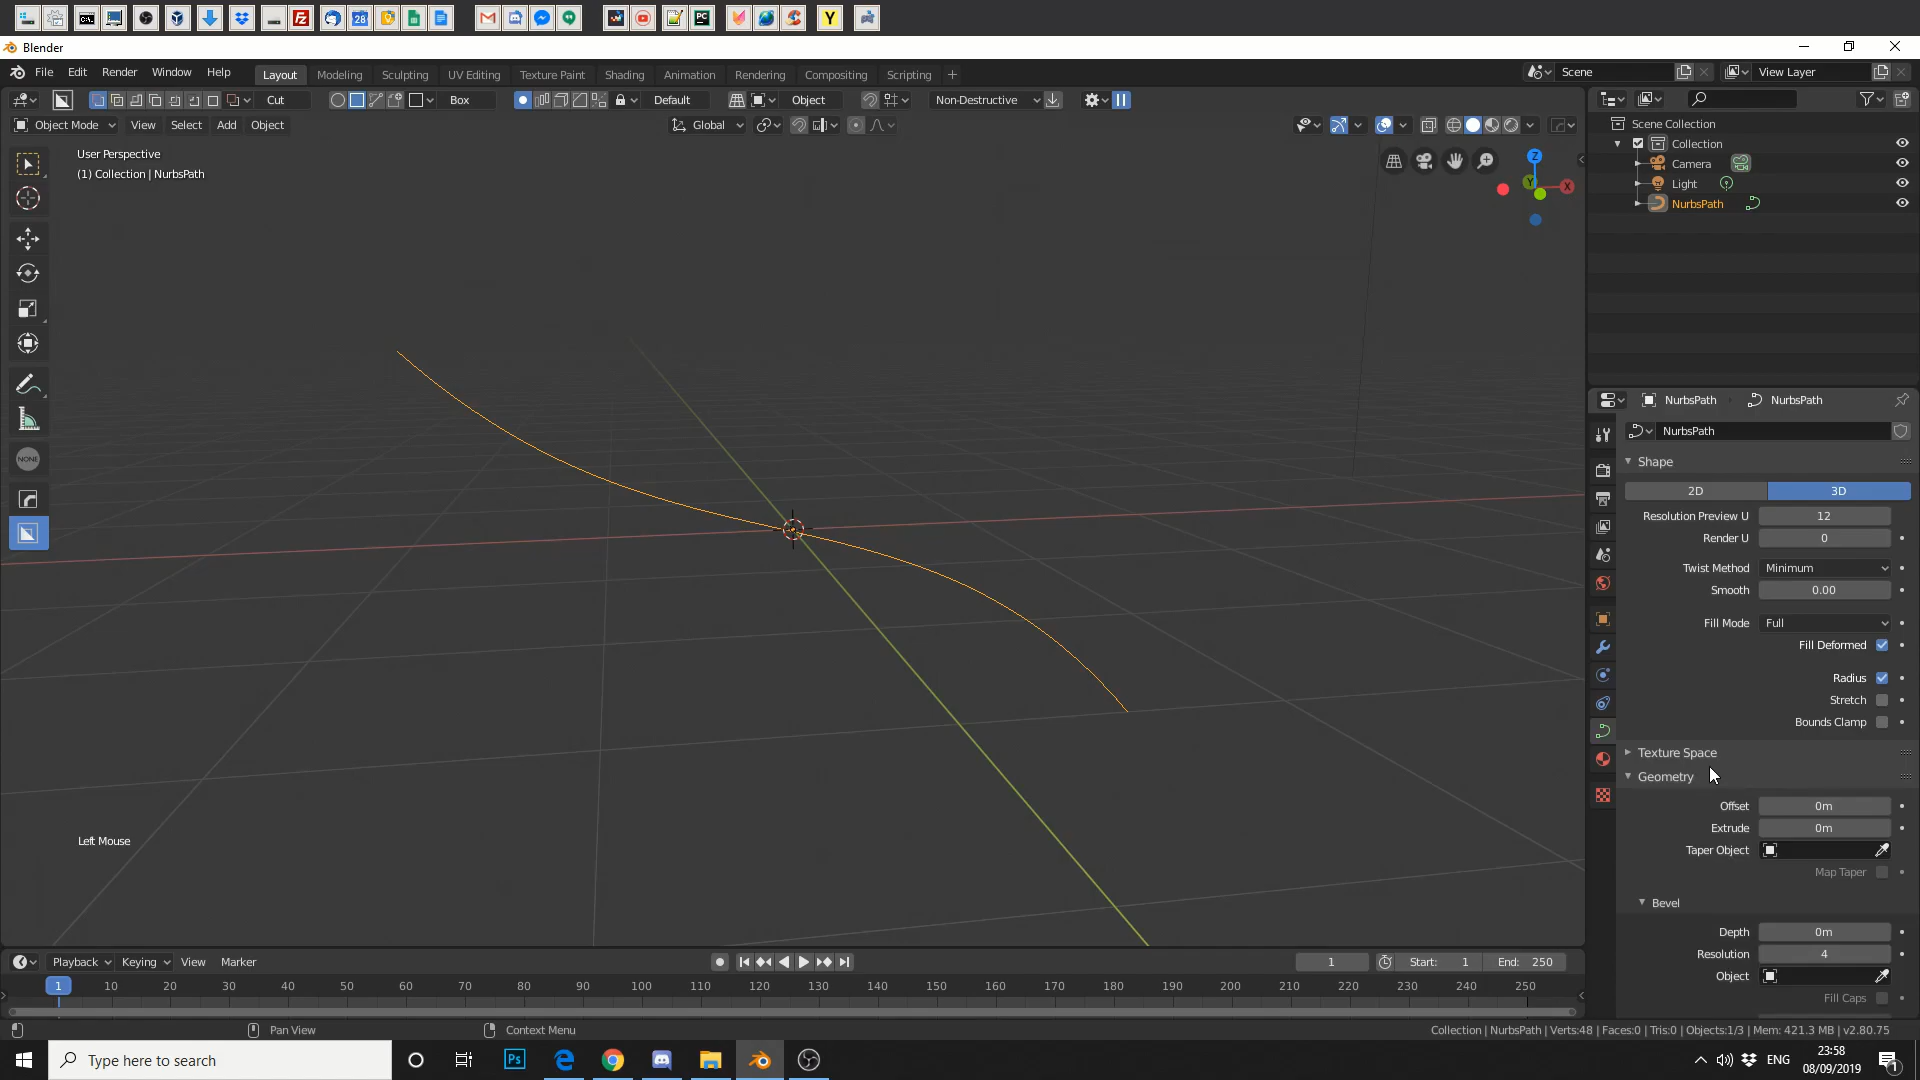 28
Y
Blender
File Edit Render Window Help
Layout Modeling Sculpting UV Editing Texture Paint Shading Animation Rendering Compositing Scripting +
Scene
View Layer
Cut
Box
Default
Object
Non-Destructive
Object Mode View Select Add Object
Global
User Perspective
(1) Collection | NurbsPath
Z
Y
X
NONE
Left Mouse
Scene Collection
Collection
Camera
Light
NurbsPath
NurbsPath NurbsPath
NurbsPath
Shape
2D 3D
Resolution Preview U 12
Render U 0
Twist Method Minimum
Smooth 0.00
Fill Mode Full
Fill Deformed
Radius
Stretch
Bounds Clamp
Texture Space
Geometry
Offset 0m
Extrude 0m
Taper Object
Map Taper
Bevel
Depth 0m
Resolution 4
Object
Fill Caps
Playback Keying View Marker
1
Start: 1
End: 250
1 10 20 30 40 50 60 70 80 90 100 110 120 130 140 150 160 170 180 190 200 210 220 230 240 250
Pan View
Context Menu
Collection | NurbsPath | Verts:48 | Faces:0 | Tris:0 | Objects:1/3 | Mem: 421.3 MB | v2.80.75
Type here to search
Ps
ENG
23:58
08/09/2019
1